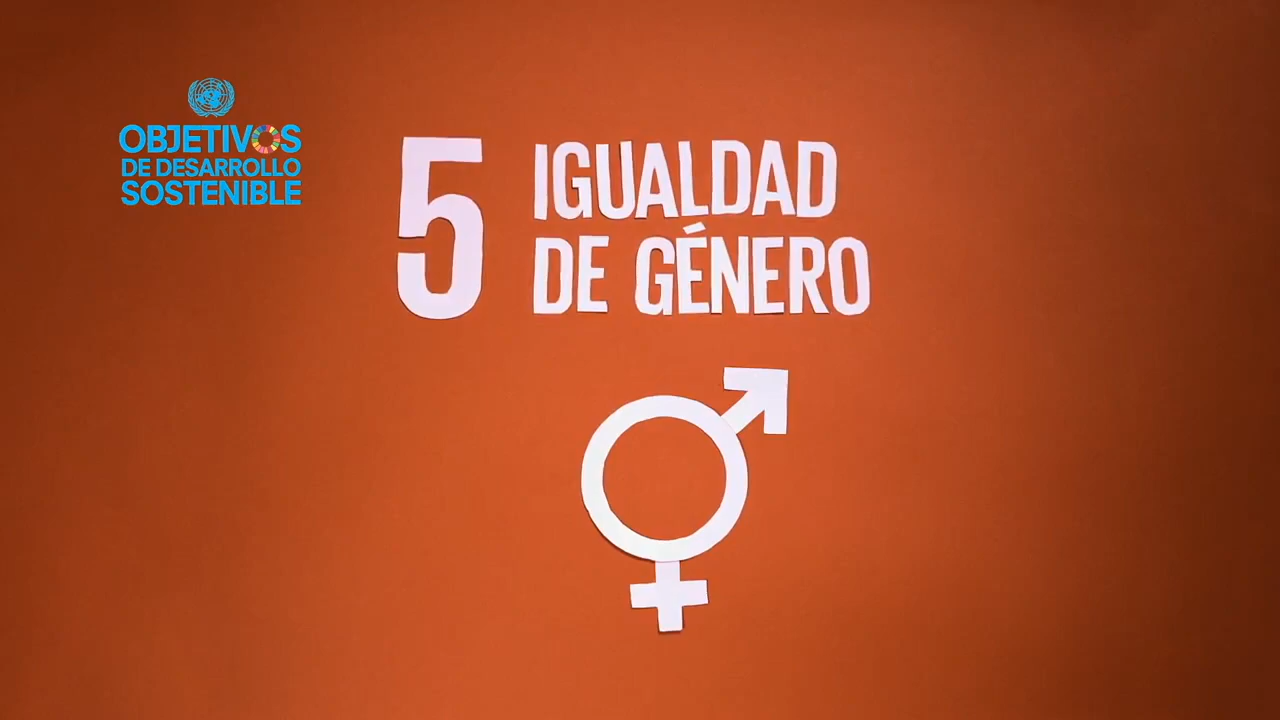 OBJETIVOS
DE DESARROLLO
SOSTENIBLE
5
IGUALDAD
DE GÉNERO